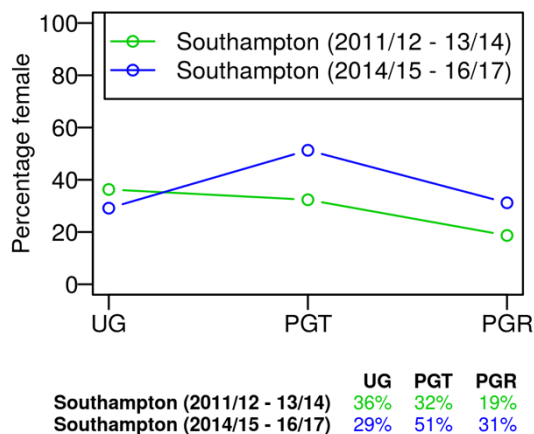 100
80
60
40
20
0
Percentage female
Southampton (2011/12 - 13/14)
Southampton (2014/15 - 16/17)
UG PGT PGR
UG PGT PGR
Southampton (2011/12 - 13/14) 36% 32% 19%
Southampton (2014/15 - 16/17) 29% 51% 31%